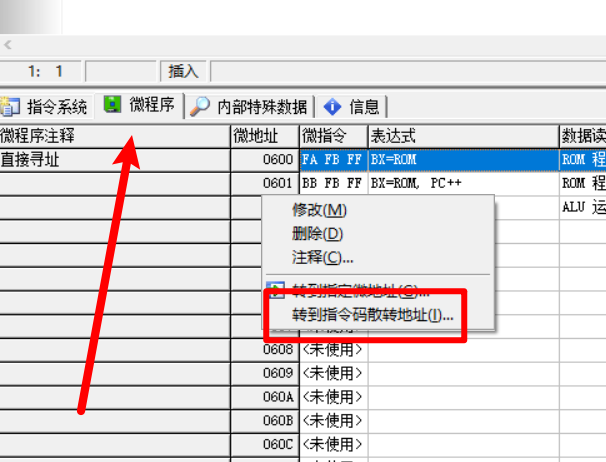 1: 1 插入
指令系统 微程序 内部特殊数据 信息
微程序注释 微地址 微指令 表达式 数据读
直接寻址 0600 FA FB FF BX=ROM ROM 程
0601 BB FB FF BX=ROM, PC++ ROM 程
ALU 运
修改(M)
删除(D)
注释(C)...
转到指定微地址(G)...
转到指令码散转地址(I)...
0608 <未使用>
0609 <未使用>
060A <未使用>
060B <未使用>
060C <未使用>